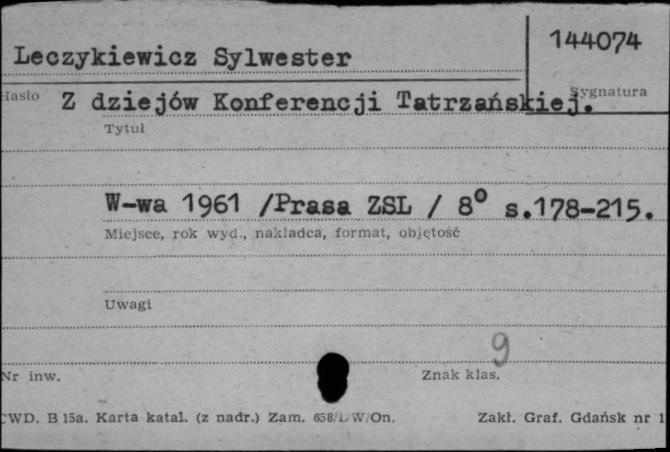 144074
Leczykiewicz Sylwester
Hasło
Sygnatura
Z dziejów Konferencji Tatrzańskiej.
Tytuł
W-wa 1961 /Prasa ZSL / 8° s.178-215.
Miejsce, rok wyd., nakładca, format, objętość
Uwagi
9
Nr inw.
Znak klas.
CWD. B 15a. Karta katal. (z nadr.) Zam. 658/DW/On.
Zakł. Graf. Gdańsk nr 1